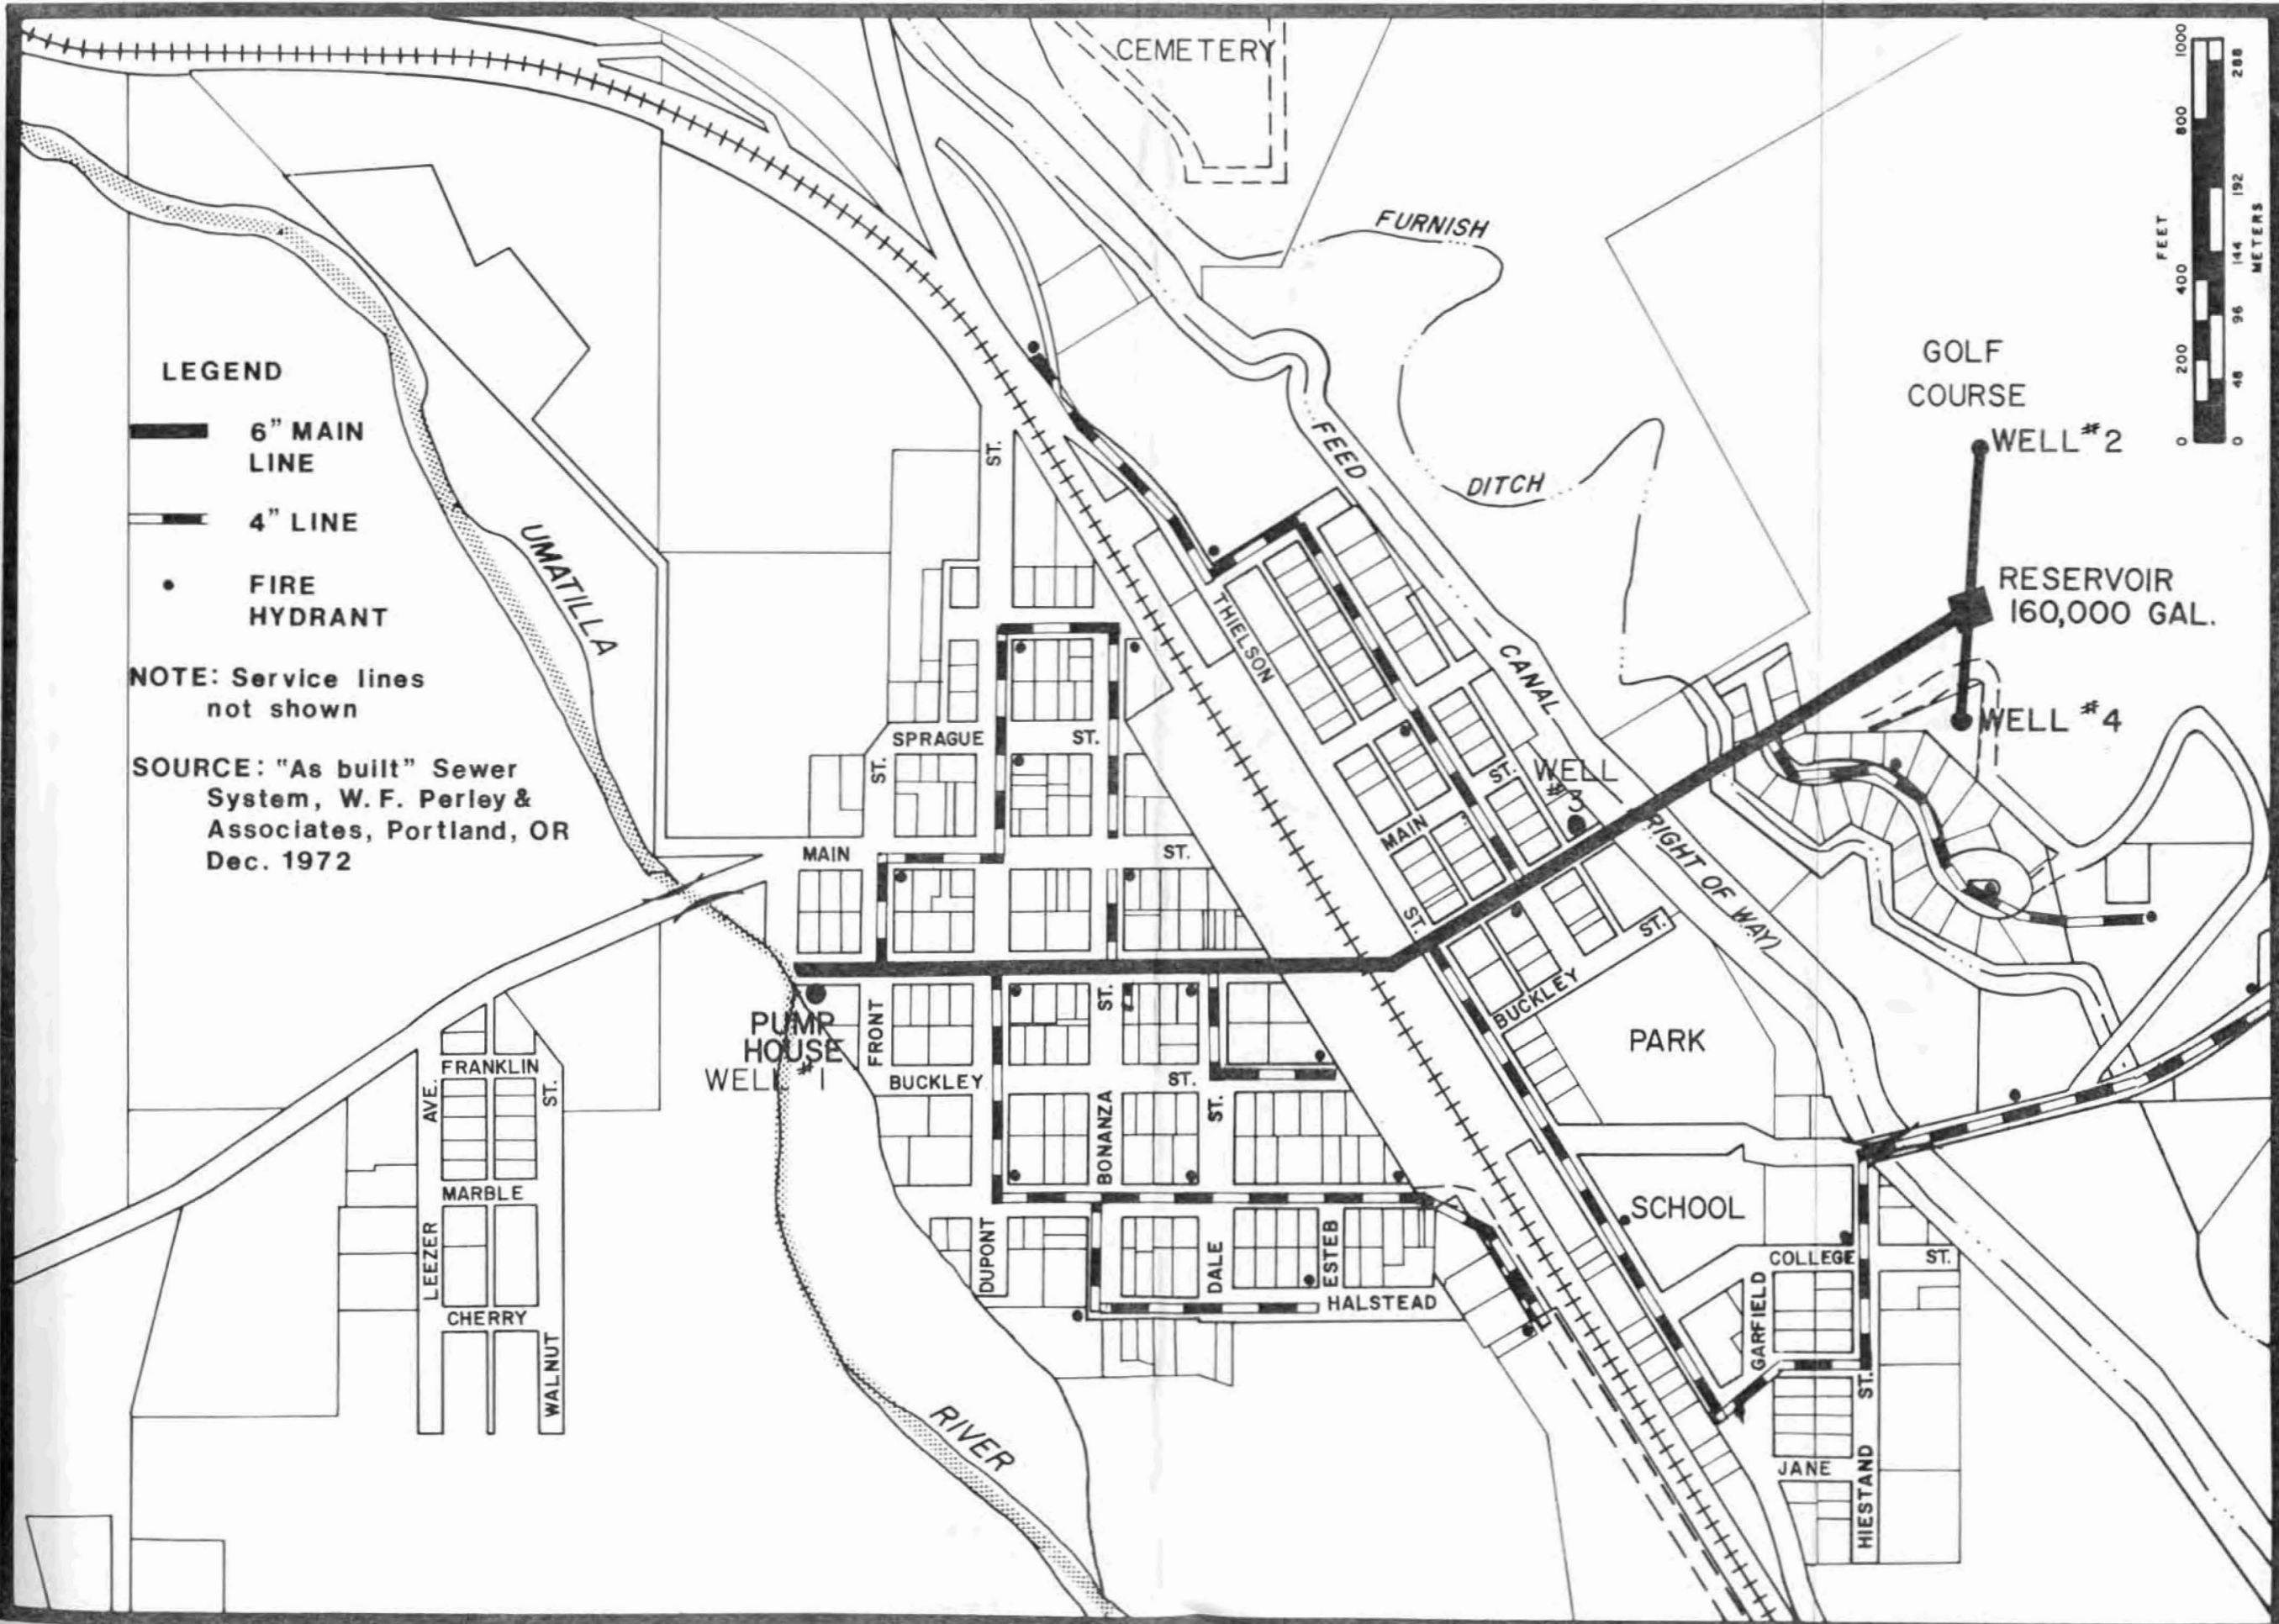 CEMETERY
FURNISH
DITCH
FEET
0 200 400 800 1000
0 48 96 144 192 288
METERS
GOLF
COURSE
WELL #2
RESERVOIR
160,000 GAL.
WELL #4
LEGEND
6" MAIN
LINE
4" LINE
FIRE
HYDRANT
NOTE: Service lines
not shown
SOURCE: "As built" Sewer
System, W. F. Perley &
Associates, Portland, OR
Dec. 1972
UMATILLA
RIVER
ST.
FEED
CANAL
(RIGHT OF WAY)
THIELSON
ST.
SPRAGUE ST.
ST.
MAIN ST.
MAIN ST.
WELL
#3
BUCKLEY ST.
PUMP
HOUSE
WELL #1
FRONT
BUCKLEY ST.
ST.
BONANZA
ST.
DUPONT
DALE
ESTEB
HALSTEAD
FRANKLIN
AVE.
ST.
MARBLE
LEEZER
CHERRY
WALNUT
PARK
SCHOOL
COLLEGE ST.
GARFIELD
ST.
JANE
HIESTAND